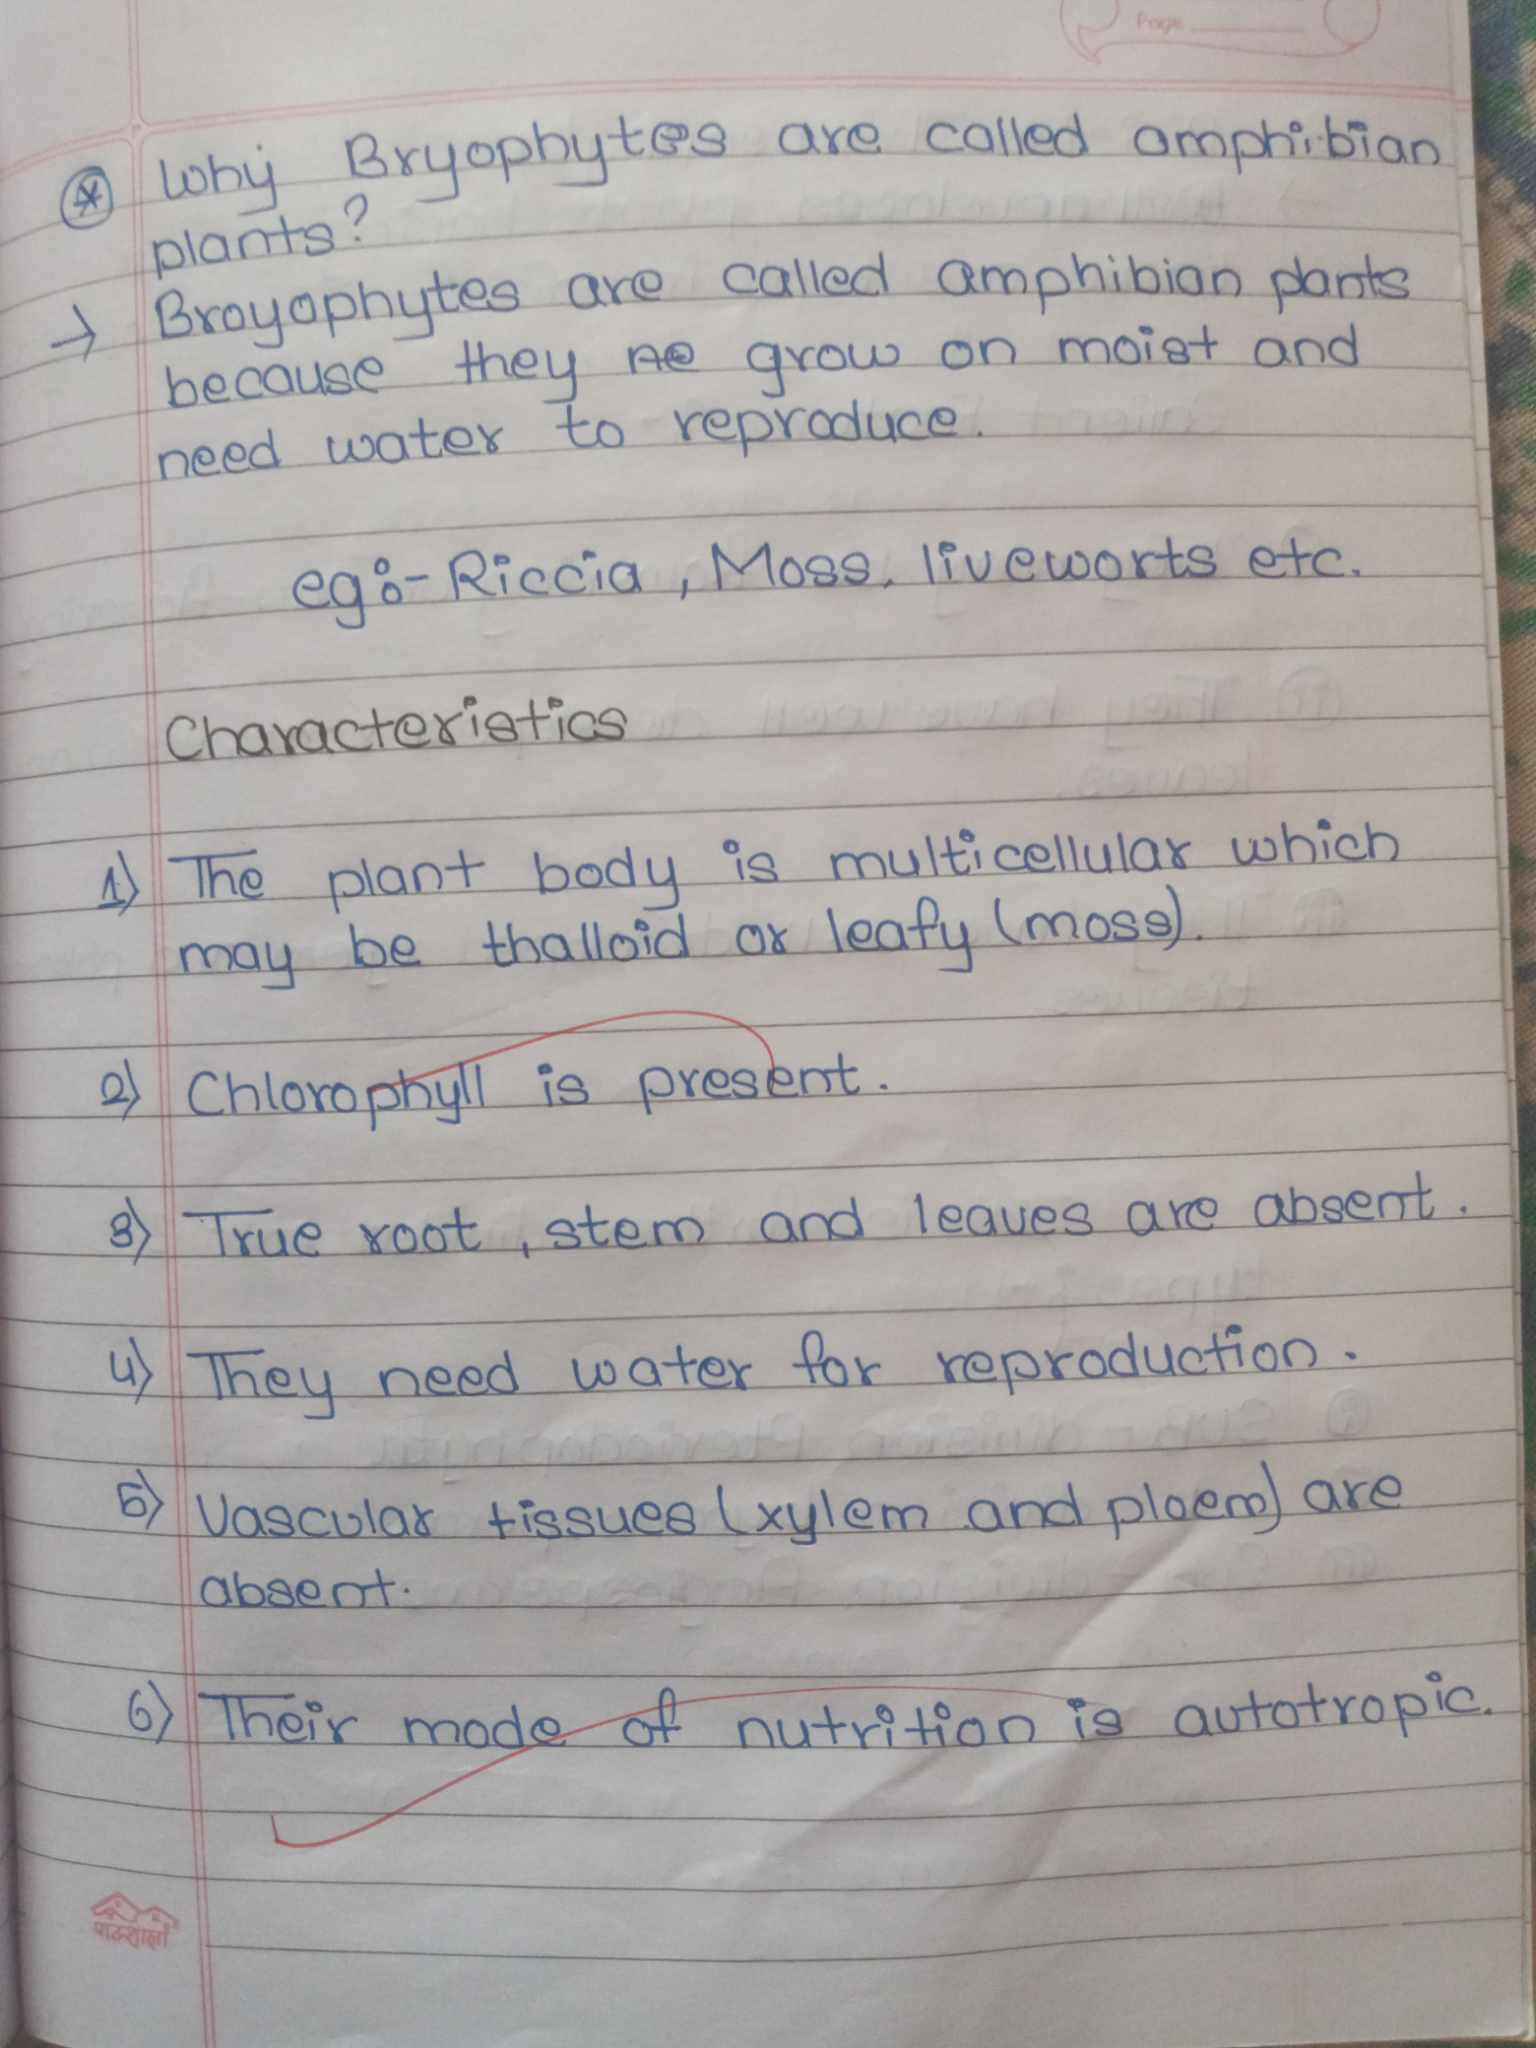 Page
Why Bryophytes are called amphibian
plants?
→ Broyophytes are called amphibian plants
because they grow on moist and
need water to reproduce.
eg:- Riccia, Moss, liveworts etc.
Characteristics
1) The plant body is multicellular which
may be thalloid or leafy (moss).
2) Chlorophyll is present.
3) True root, stem and leaves are absent.
4) They need water for reproduction.
5) Vascular tissues (xylem and ploem) are
absent.
6) Their mode of nutrition is autotropic.
पाठशाला